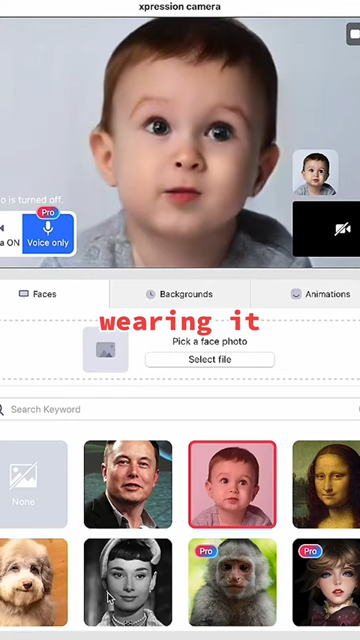 xpression camera
o is turned off.
Pro
a ON
Voice only
Faces
Backgrounds
Animations
wearing it
Pick a face photo
Select file
Search Keyword
None
Pro
Pro